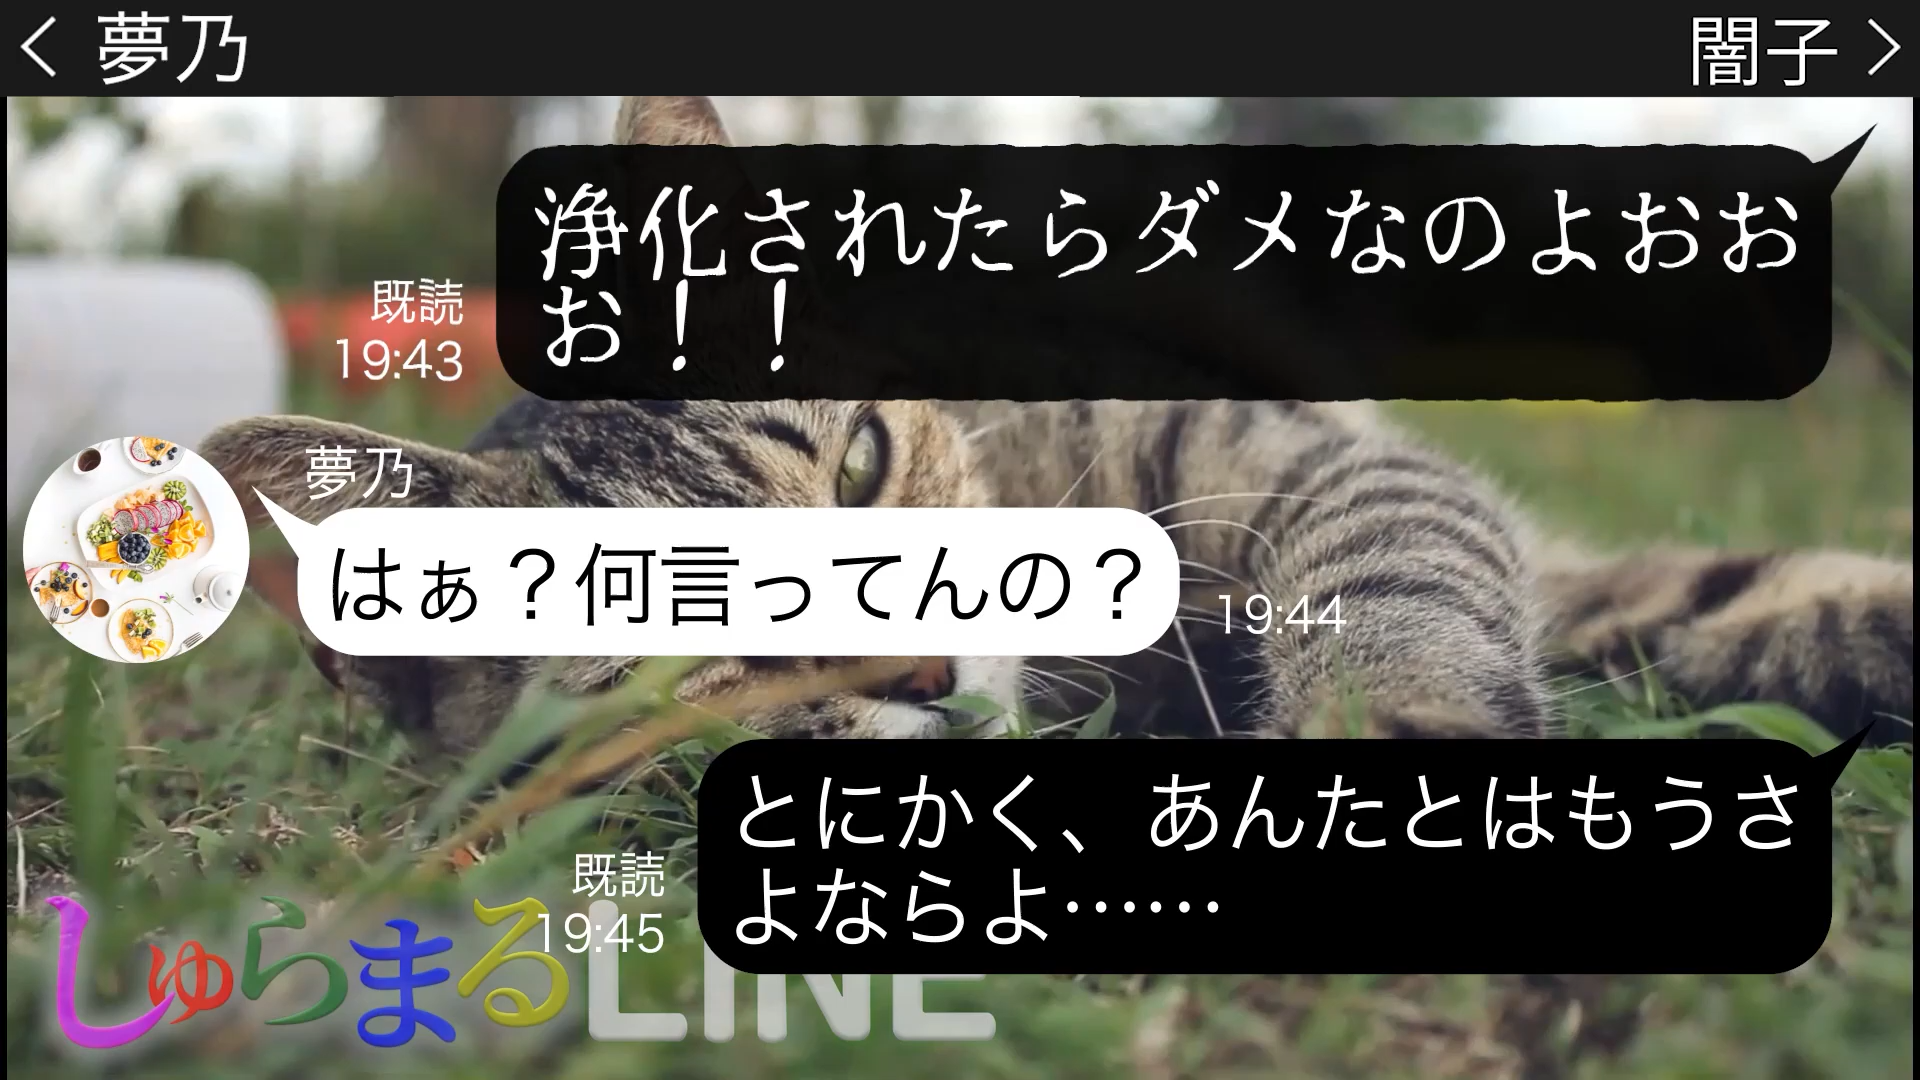 夢乃
闇子
浄化されたらダメなのよおお
お！！
既読
19:43
夢乃
はぁ？何言ってんの？
19:44
とにかく、あんたとはもうさ
よならよ……
既読
19:45
しゅらまるLINE